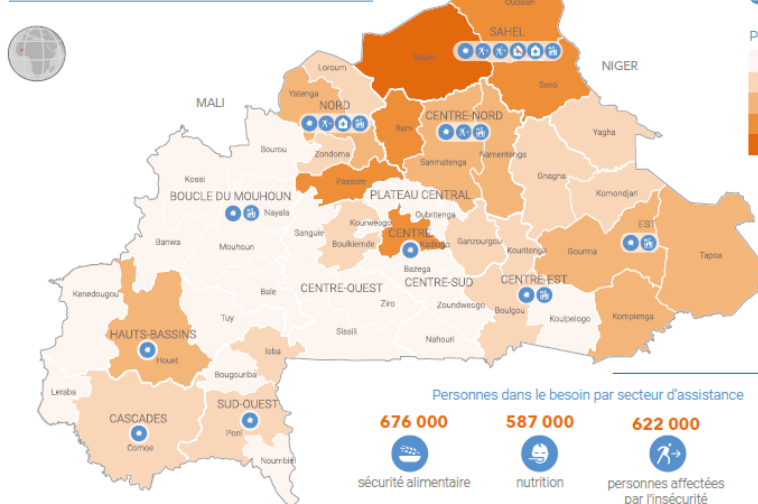 Oudalan
SAHEL
P
Soum
NIGER
Loroum
Seno
MALI
Yatenga
NORD
CENTRE-NORD
Bam
Yagha
Sourou
Zondoma
Sanmatenga
Namentenga
Gnagna
Kossi
Passore
Komondjari
BOUCLE DU MOUHOUN
PLATEAU CENTRAL
Nayala
Oubritenga
Kourweogo
EST
Sanguie
CENTRE
Banwa
Mouhoun
Boulkiemde
Kadiogo
Ganzourgou
Kouritenga
Gourma
Tapoa
Bazega
Kenedougou
Bale
CENTRE-OUEST
CENTRE-SUD
CENTRE-EST
Ziro
Zoundweogo
Boulgou
Koulpelogo
Kompienga
Tuy
HAUTS-BASSINS
Sissili
Nahouri
Houet
Ioba
Bougouriba
Leraba
SUD-OUEST
CASCADES
Poni
Comoe
Noumbiel
Personnes dans le besoin par secteur d'assistance
676 000
587 000
622 000
sécurité alimentaire
nutrition
personnes affectées
par l'insécurité